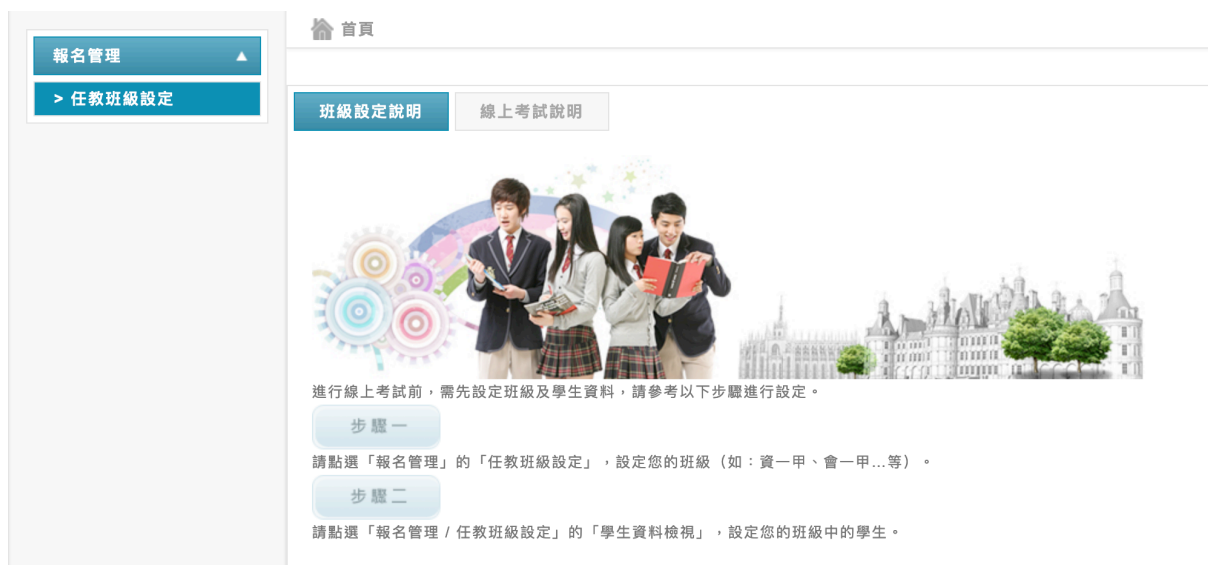 首頁
報名管理
> 任教班級設定
班級設定說明
線上考試說明
進行線上考試前，需先設定班級及學生資料，請參考以下步驟進行設定。
步驟一
請點選「報名管理」的「任教班級設定」，設定您的班級（如：資一甲、會一甲...等）。
步驟二
請點選「報名管理 / 任教班級設定」的「學生資料檢視」，設定您的班級中的學生。